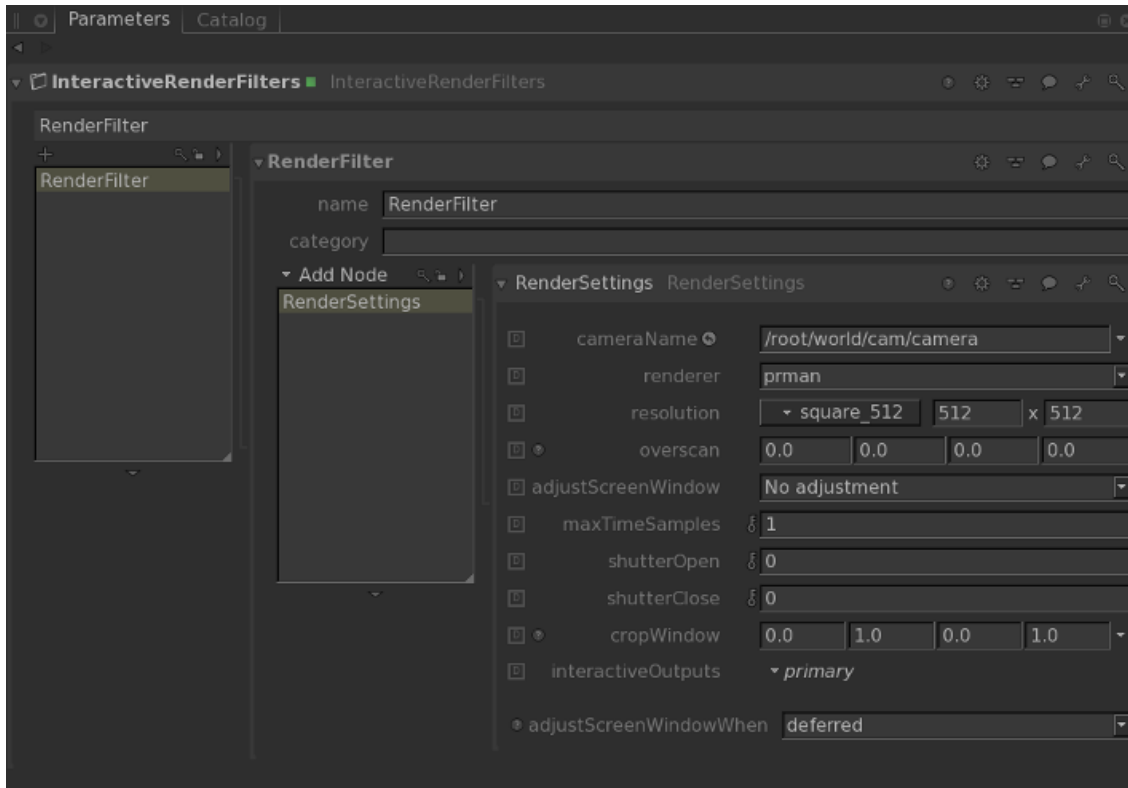 Parameters Catalog
InteractiveRenderFilters InteractiveRenderFilters
RenderFilter
RenderFilter
RenderFilter
name RenderFilter
category
Add Node
RenderSettings
RenderSettings RenderSettings
cameraName /root/world/cam/camera
renderer prman
resolution square_512 512 x 512
overscan 0.0 0.0 0.0 0.0
adjustScreenWindow No adjustment
maxTimeSamples 1
shutterOpen 0
shutterClose 0
cropWindow 0.0 1.0 0.0 1.0
interactiveOutputs primary
adjustScreenWindowWhen deferred